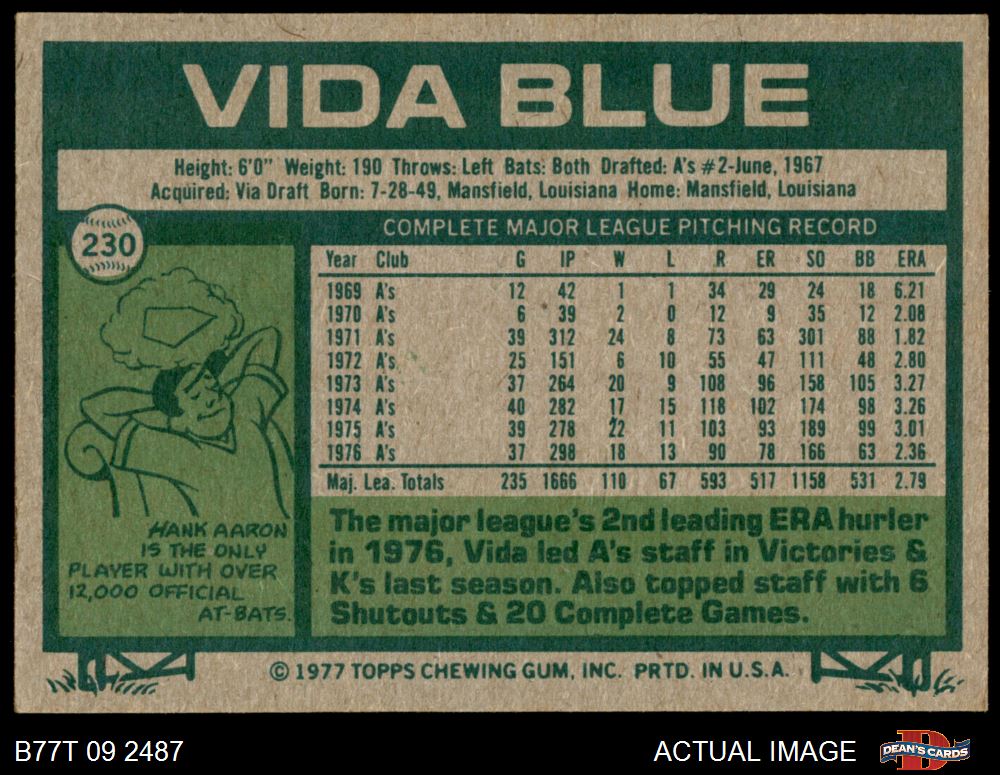 VIDA BLUE
Height: 6'0" Weight: 190 Throws: Left Bats: Both Drafted: A's #2-June, 1967
Acquired: Via Draft Born: 7-28-49, Mansfield, Louisiana Home: Mansfield, Louisiana
230
COMPLETE MAJOR LEAGUE PITCHING RECORD
Year Club G IP W L R ER SO BB ERA
1969 A's 12 42 1 1 34 29 24 18 6.21
1970 A's 6 39 2 0 12 9 35 12 2.08
1971 A's 39 312 24 8 73 63 301 88 1.82
1972 A's 25 151 6 10 55 47 111 48 2.80
1973 A's 37 264 20 9 108 96 158 105 3.27
1974 A's 40 282 17 15 118 102 174 98 3.26
1975 A's 39 278 22 11 103 93 189 99 3.01
1976 A's 37 298 18 13 90 78 166 63 2.36
Maj. Lea. Totals 235 1666 110 67 593 517 1158 531 2.79
HANK AARON
IS THE ONLY
PLAYER WITH OVER
12,000 OFFICIAL
AT-BATS.
The major league's 2nd leading ERA hurler
in 1976, Vida led A's staff in Victories &
K's last season. Also topped staff with 6
Shutouts & 20 Complete Games.
© 1977 TOPPS CHEWING GUM, INC. PRTD. IN U.S.A.
B77T 09 2487
ACTUAL IMAGE
D
DEAN'S CARDS